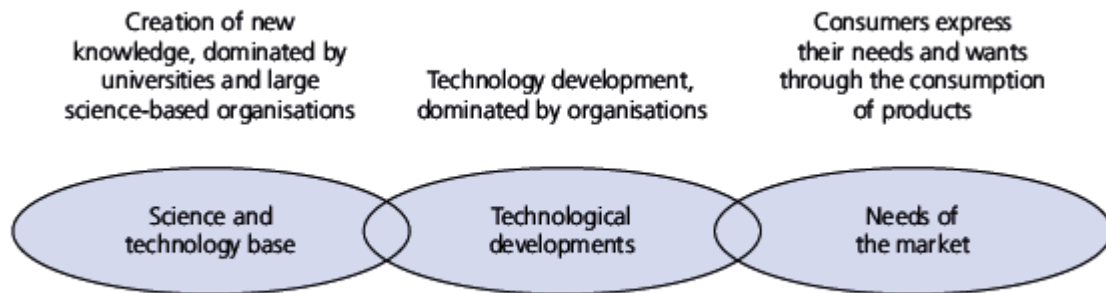 Creation of new
knowledge, dominated by
universities and large
science-based organisations
Technology development,
dominated by organisations
Consumers express
their needs and wants
through the consumption
of products
Science and
technology base
Technological
developments
Needs of
the market